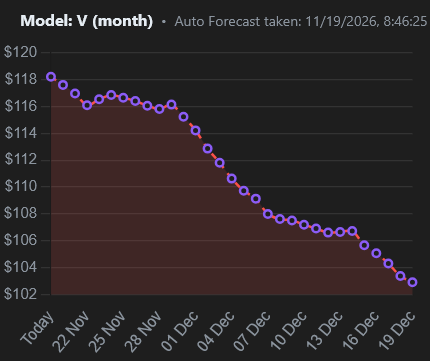 Model: V (month) • Auto Forecast taken: 11/19/2026, 8:46:25
$120
$118
$116
$114
$112
$110
$108
$106
$104
$102
Today
22 Nov
25 Nov
28 Nov
01 Dec
04 Dec
07 Dec
10 Dec
13 Dec
16 Dec
19 Dec